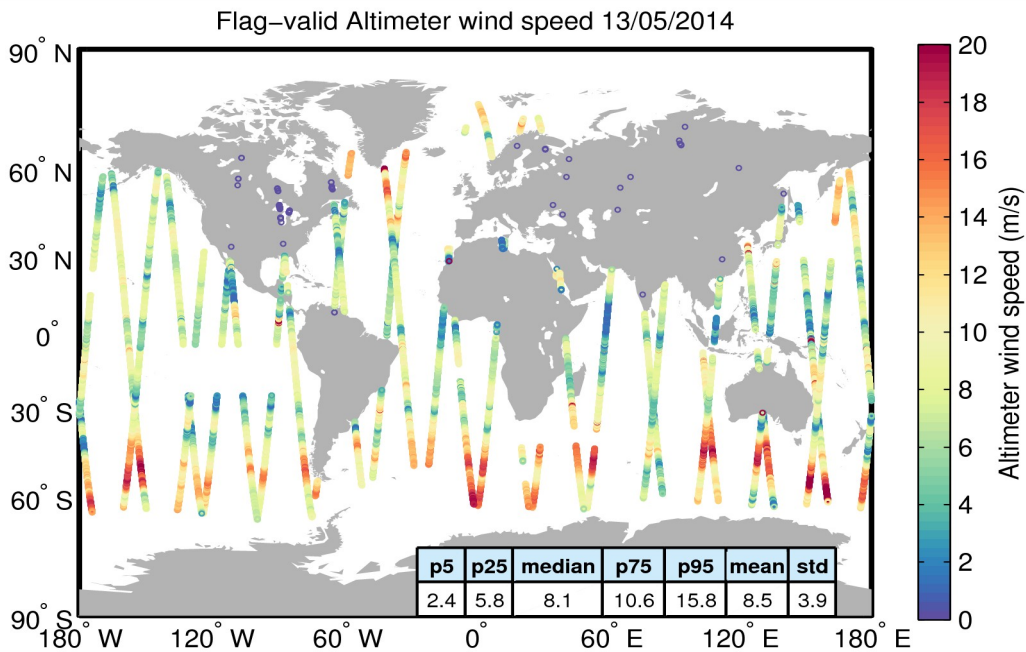 Flag−valid Altimeter wind speed 13/05/2014
90° N
60° N
30° N
0°
30° S
60° S
90° S
180° W
120° W
60° W
0°
60° E
120° E
180° E
p5 p25 median p75 p95 mean std
2.4 5.8 8.1 10.6 15.8 8.5 3.9
20
18
16
14
12
10
8
6
4
2
0
Altimeter wind speed (m/s)